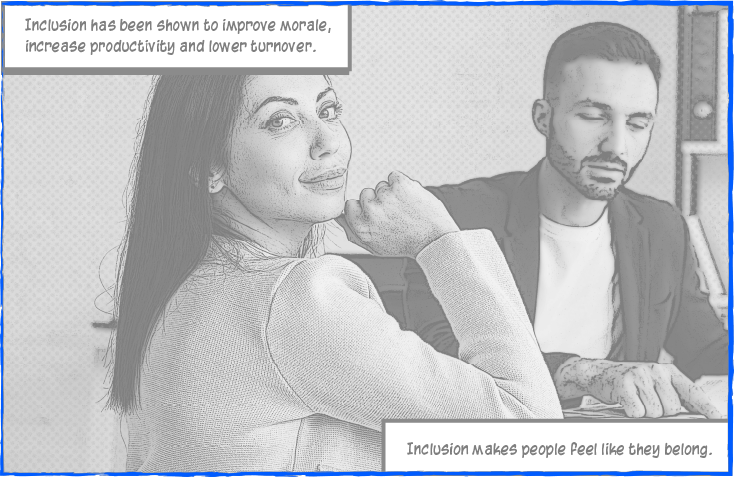 Inclusion has been shown to improve morale,
increase productivity and lower turnover.
Inclusion makes people feel like they belong.